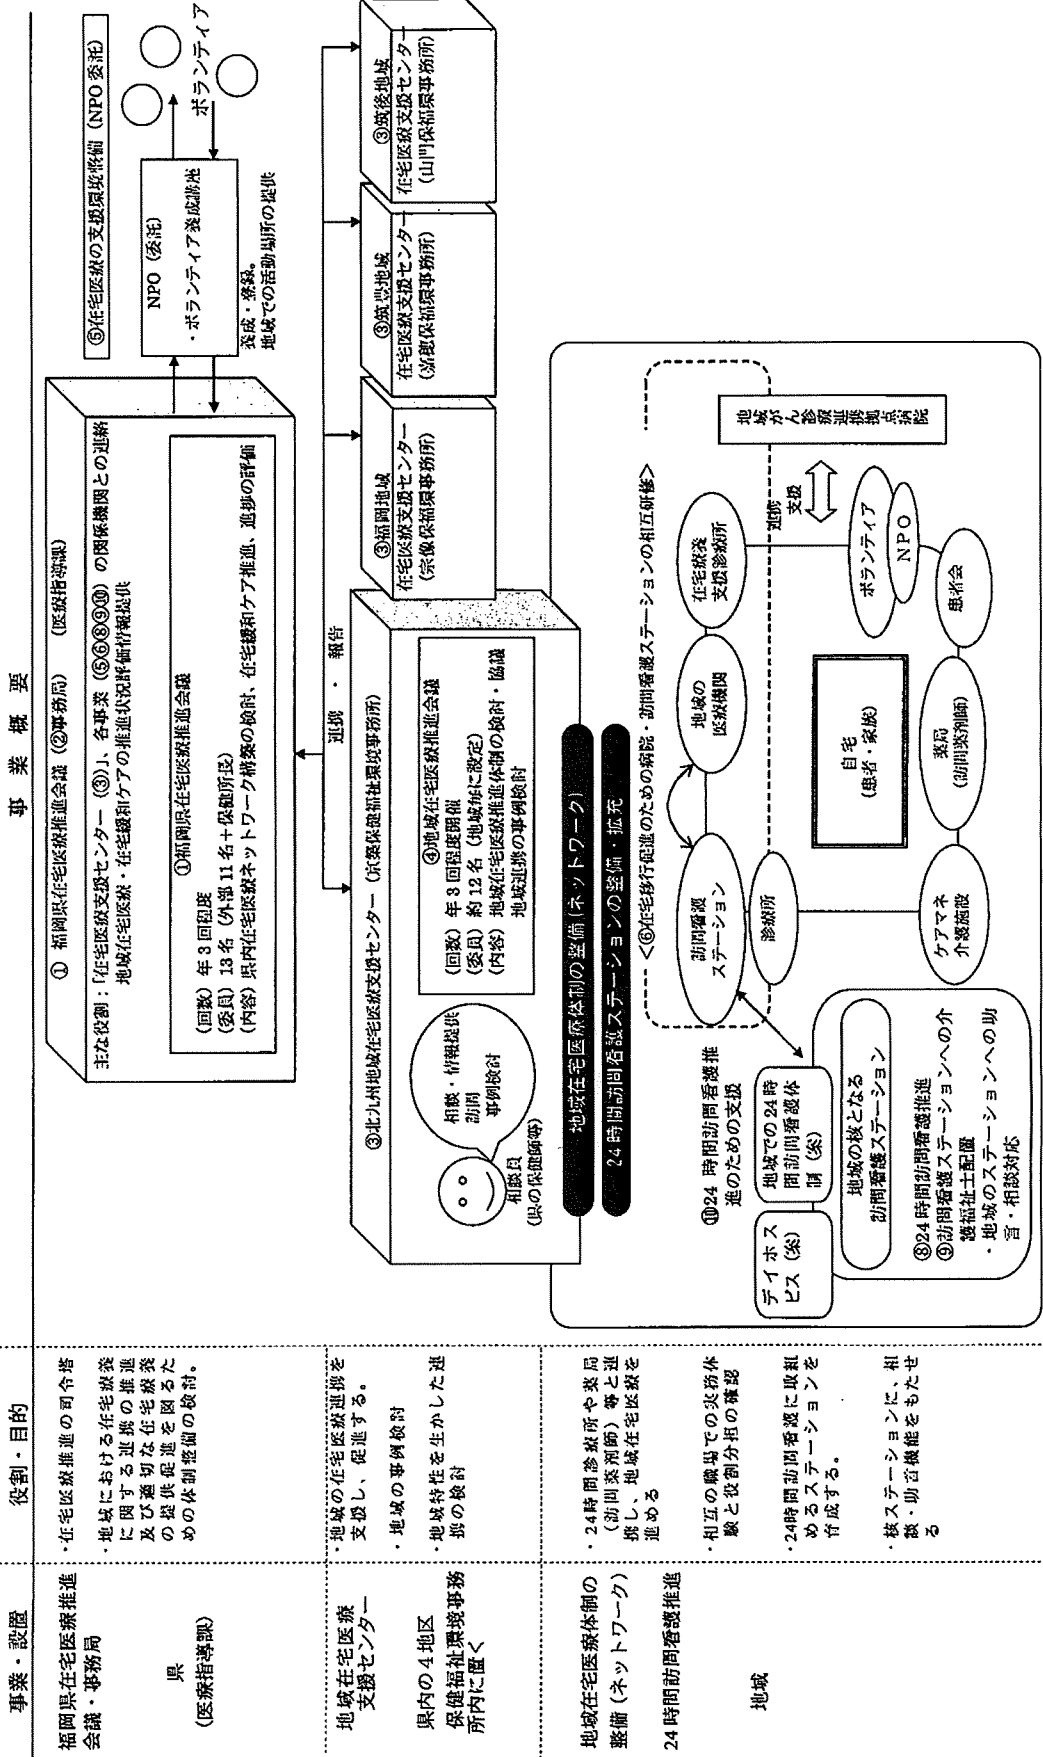 事業・設置
役割・目的
事 業 概 要
福岡県在宅医療推進
会議・事務局
県
(医療指導課)
・在宅医療推進の司令塔
・地域における在宅療養
に関する連携の推進
及び適切な在宅療養
の提供促進を図るた
めの体制整備の検討。
① 福岡県在宅医療推進会議(②事務局) (医療指導課)
主な役割:「在宅医療支援センター(③)」、各事業(⑤⑥⑧⑨⑩)の関係機関との連絡
地域在宅医療・在宅緩和ケアの推進状況評価情報提供
①福岡県在宅医療推進会議
(回数)年3回程度
(委員)13名(外部11名+保健所長)
(内容)県内在宅医療ネットワーク構築の検討、在宅緩和ケア推進、進捗の評価
⑤在宅医療の支援環境整備(NPO委託)
NPO(委託)
・ボランティア養成講座
養成・登録。
地域での活動場所の提供
ボランティア
連携・報告
地域在宅医療
支援センター
県内の4地区
保健福祉環境事務
所内に置く
・地域の在宅医療連携を
支援し、促進する。
・地域の事例検討
・地域特性を生かした連
携の検討
③北九州地域在宅医療支援センター(京築保健福祉環境事務所)
相談・情報提供
訪問
事例検討
相談員
(県の保健師等)
④地域在宅医療推進会議
(回数)年3回程度開催
(委員)約12名(地域毎に設定)
(内容)地域在宅医療推進体制の検討・協議
地域連携の事例検討
③福岡地域
在宅医療支援センター
(宗像保福環事務所)
③筑豊地域
在宅医療支援センター
(嘉穂保福環事務所)
③筑後地域
在宅医療支援センター
(山門保福環事務所)
地域在宅医療体制の整備(ネットワーク)
24時間訪問看護ステーションの整備・拡充
地域在宅医療体制の
整備(ネットワーク)
24時間訪問看護推進
地域
・24時間診療所や薬局
(訪問薬剤師)等と連
携し、地域在宅医療を
進める
・相互の職場での実務体
験と役割分担の確認
・24時間訪問看護に取組
めるステーションを
育成する。
・核ステーションに、相
談・助言機能をもたせ
る
<⑥在宅移行促進のための病院・訪問看護ステーションの相互研修>
訪問看護
ステーション
地域の
医療機関
在宅療養
支援診療所
診療所
連携
支援
地域がん診療連携拠点病院
⑩24時間訪問看護推
進のための支援
デイホス
ピス(案)
地域での24時
間訪問看護体
制(案)
地域の核となる
訪問看護ステーション
⑧24時間訪問看護推進
⑨訪問看護ステーションへの介
護福祉士配置
・地域のステーションへの助
言・相談対応
自宅
(患者・家族)
ボランティア
NPO
ケアマネ
介護施設
薬局
(訪問薬剤師)
患者会